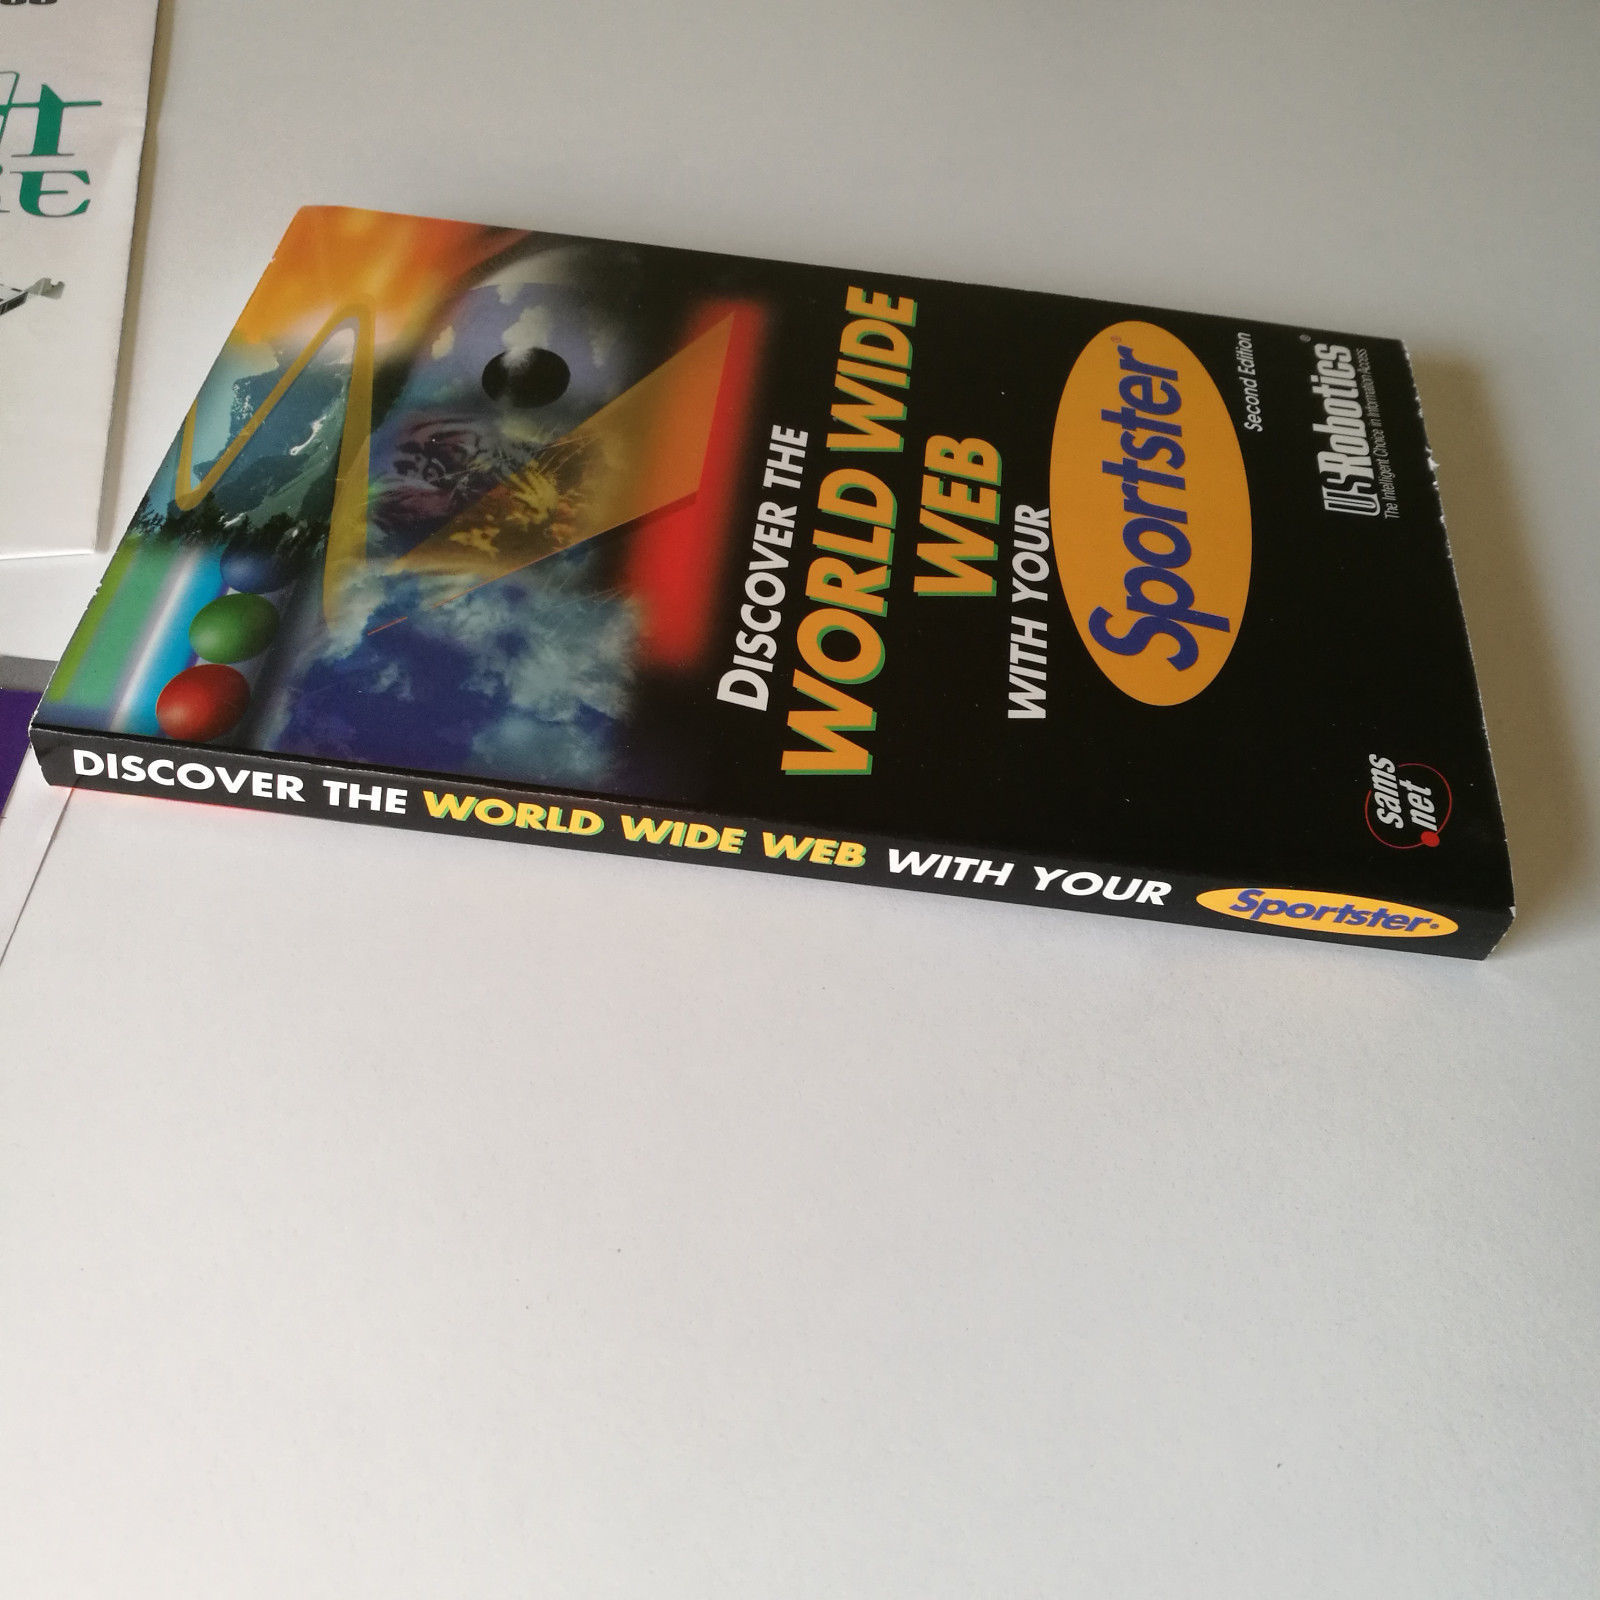 DISCOVER THE
WORLD WIDE
WEB
WITH YOUR
Sportster®
Second Edition
US Robotics®
The Intelligent Choice in Information Access
sams
.net
DISCOVER THE WORLD WIDE WEB WITH YOUR Sportster®